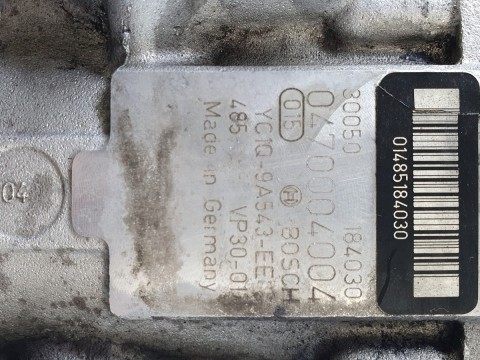 01485184030
30050 184030
0470004004
015 BOSCH
YC1Q-9A543-EE
485 VP30-01
Made in Germany
04